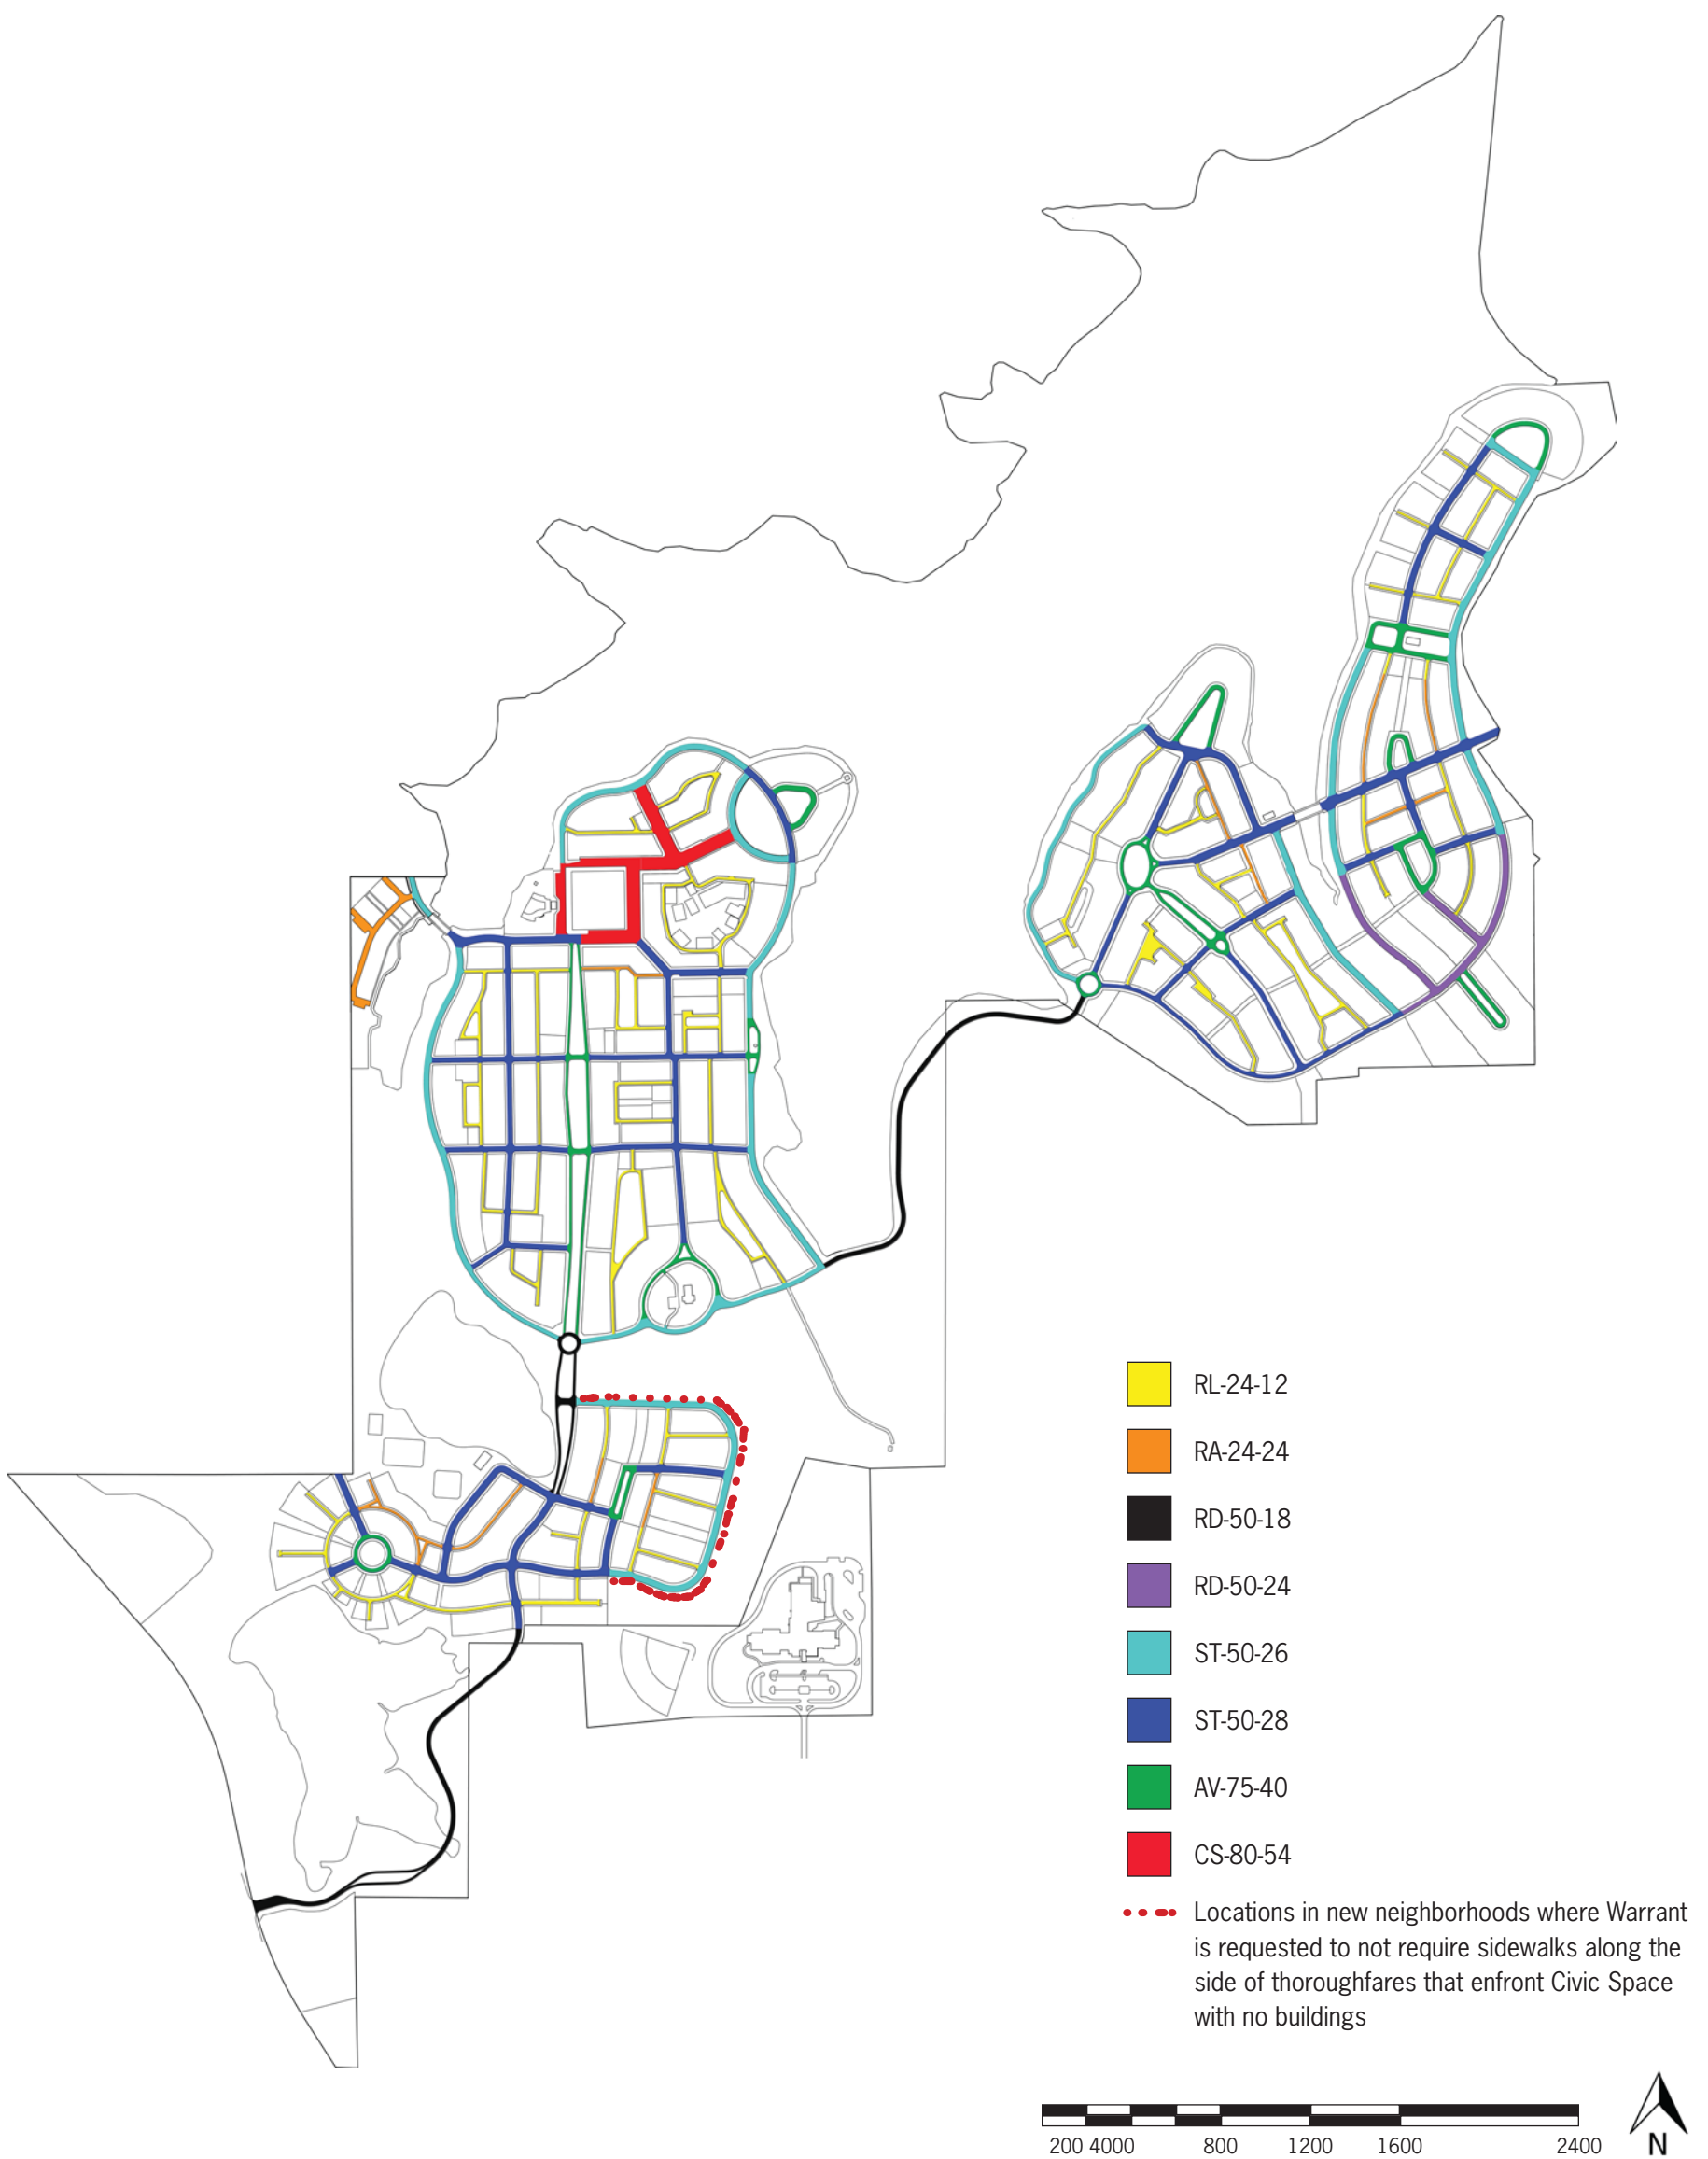 RL-24-12
RA-24-24
RD-50-18
RD-50-24
ST-50-26
ST-50-28
AV-75-40
CS-80-54
Locations in new neighborhoods where Warrant
is requested to not require sidewalks along the
side of thoroughfares that enfront Civic Space
with no buildings
200 4000 800 1200 1600 2400
N